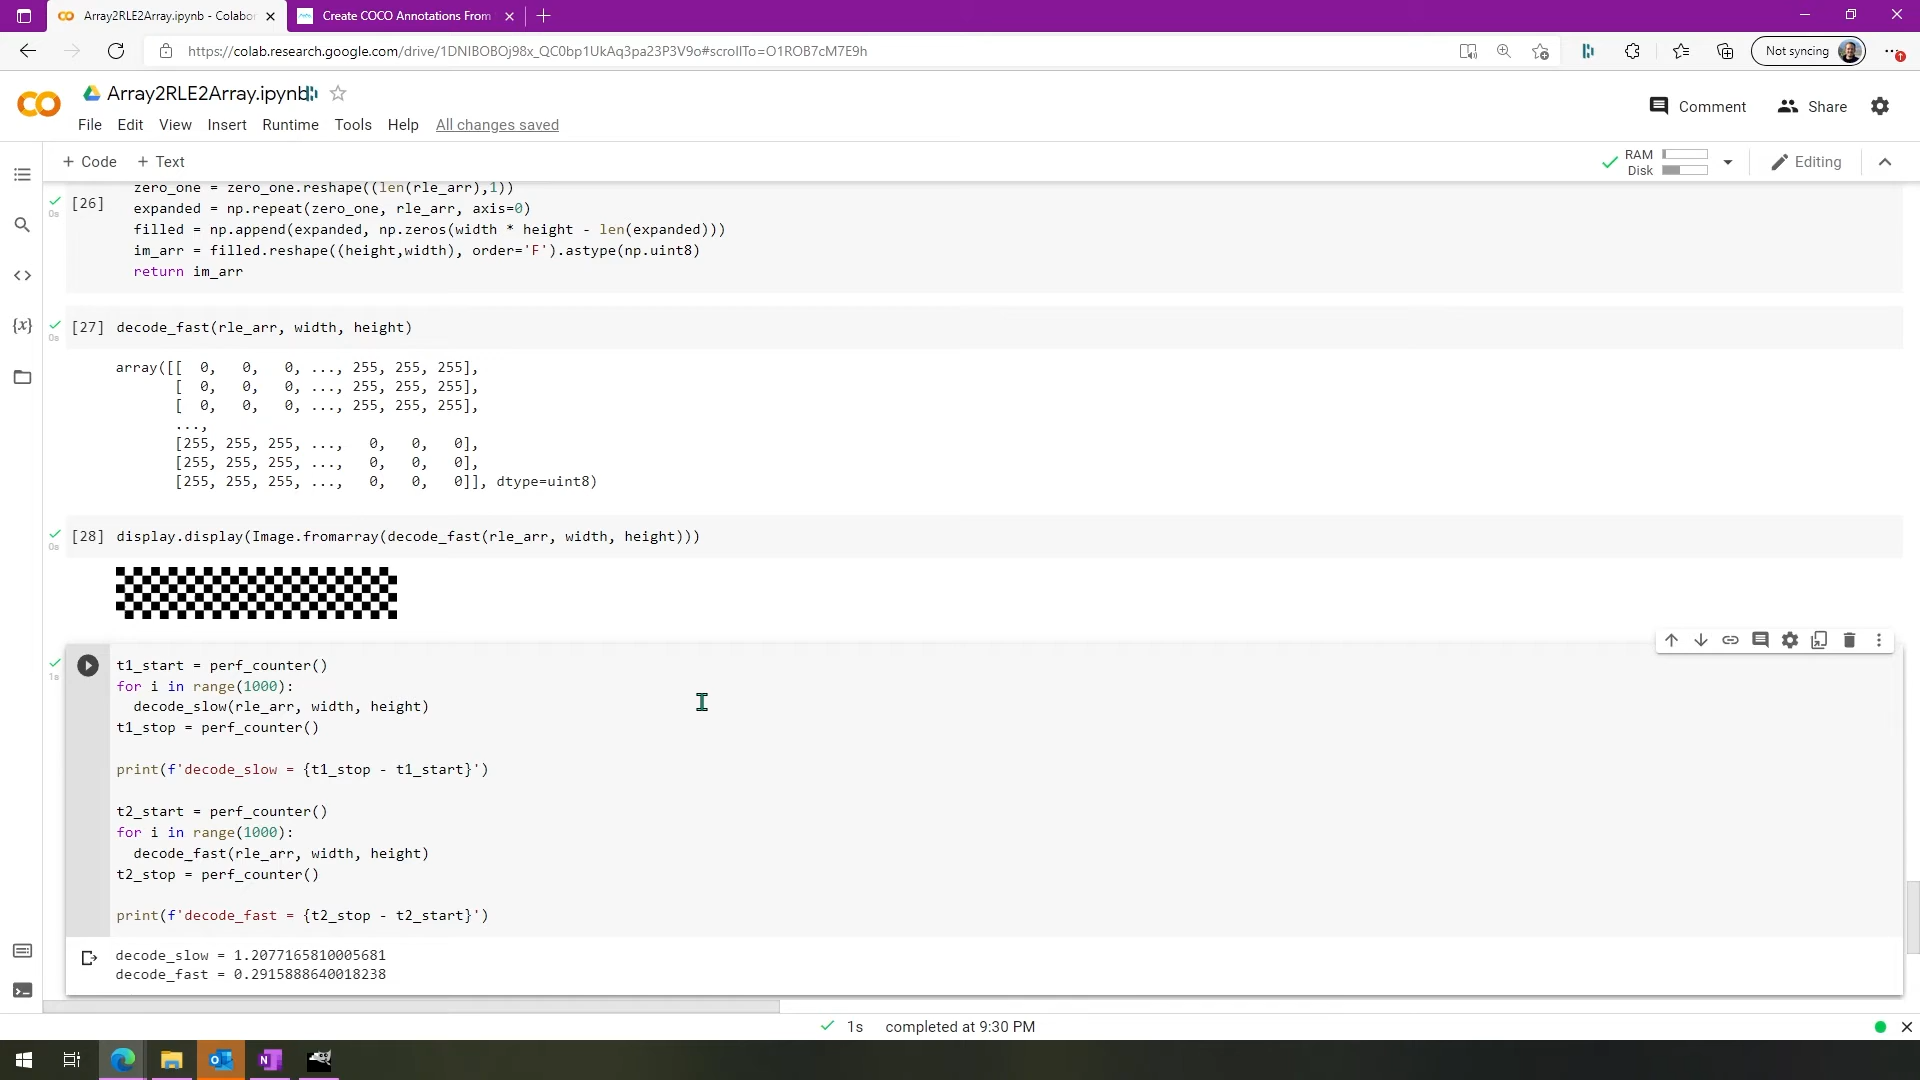 Array2RLE2Array.ipynb - Colabor
Create COCO Annotations From
https://colab.research.google.com/drive/1DNIBOBOj98x_QC0bp1UkAq3pa23P3V9o#scrollTo=O1ROB7cM7E9h
Not syncing
Array2RLE2Array.ipynb
Comment
Share
File Edit View Insert Runtime Tools Help All changes saved
+ Code + Text
RAM
Disk
Editing
zero_one = zero_one.reshape((len(rle_arr),1))
[26]
0s
expanded = np.repeat(zero_one, rle_arr, axis=0)
filled = np.append(expanded, np.zeros(width * height - len(expanded)))
im_arr = filled.reshape((height,width), order='F').astype(np.uint8)
return im_arr
[27] decode_fast(rle_arr, width, height)
0s
array([[  0,   0,   0, ..., 255, 255, 255],
       [  0,   0,   0, ..., 255, 255, 255],
       [  0,   0,   0, ..., 255, 255, 255],
       ...,
       [255, 255, 255, ...,   0,   0,   0],
       [255, 255, 255, ...,   0,   0,   0],
       [255, 255, 255, ...,   0,   0,   0]], dtype=uint8)
[28] display.display(Image.fromarray(decode_fast(rle_arr, width, height)))
0s
1s
t1_start = perf_counter()
for i in range(1000):
  decode_slow(rle_arr, width, height)
t1_stop = perf_counter()
print(f'decode_slow = {t1_stop - t1_start}')
t2_start = perf_counter()
for i in range(1000):
  decode_fast(rle_arr, width, height)
t2_stop = perf_counter()
print(f'decode_fast = {t2_stop - t2_start}')
decode_slow = 1.2077165810005681
decode_fast = 0.2915888640018238
1s completed at 9:30 PM